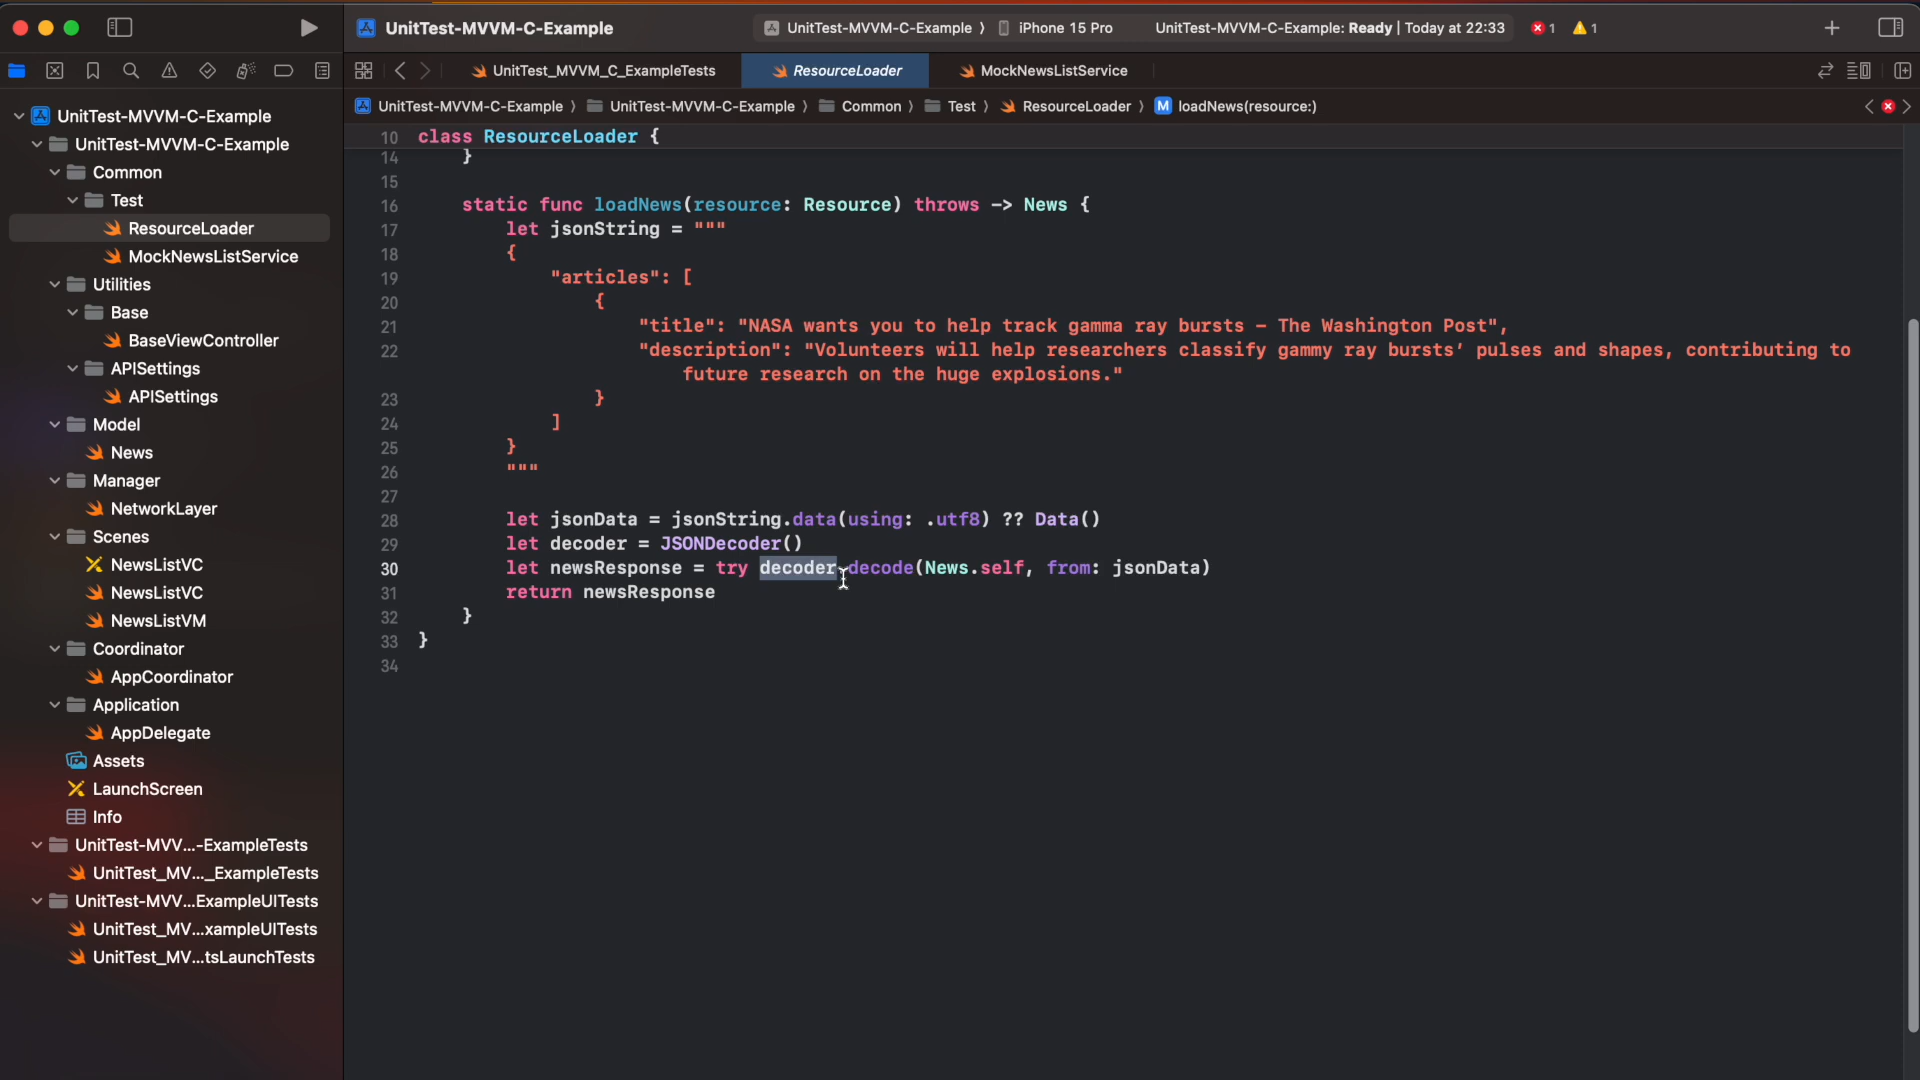 UnitTest-MVVM-C-Example
UnitTest-MVVM-C-Example 〉 iPhone 15 Pro
UnitTest-MVVM-C-Example: Ready | Today at 22:33
1
1
UnitTest_MVVM_C_ExampleTests
ResourceLoader
MockNewsListService
UnitTest-MVVM-C-Example 〉 UnitTest-MVVM-C-Example 〉 Common 〉 Test 〉 ResourceLoader 〉 M loadNews(resource:)
UnitTest-MVVM-C-Example
UnitTest-MVVM-C-Example
Common
Test
ResourceLoader
MockNewsListService
Utilities
Base
BaseViewController
APISettings
APISettings
Model
News
Manager
NetworkLayer
Scenes
NewsListVC
NewsListVC
NewsListVM
Coordinator
AppCoordinator
Application
AppDelegate
Assets
LaunchScreen
Info
UnitTest-MVV...-ExampleTests
UnitTest_MV..._ExampleTests
UnitTest-MVV...ExampleUITests
UnitTest_MV...xampleUITests
UnitTest_MV...tsLaunchTests
10 class ResourceLoader {
14 }
15
16 static func loadNews(resource: Resource) throws -> News {
17 let jsonString = """
18 {
19 "articles": [
20 {
21 "title": "NASA wants you to help track gamma ray bursts – The Washington Post",
22 "description": "Volunteers will help researchers classify gammy ray bursts’ pulses and shapes, contributing to
future research on the huge explosions."
23 }
24 ]
25 }
26 """
27
28 let jsonData = jsonString.data(using: .utf8) ?? Data()
29 let decoder = JSONDecoder()
30 let newsResponse = try decoder.decode(News.self, from: jsonData)
31 return newsResponse
32 }
33 }
34